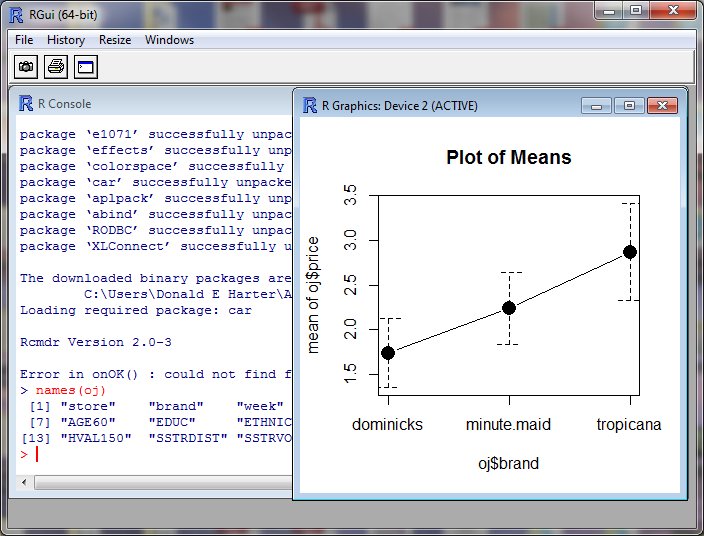 RGui (64-bit)
File History Resize Windows
R Console
package ‘e1071’ successfully unpac
package ‘effects’ successfully unp
package ‘colorspace’ successfully
package ‘car’ successfully unpacke
package ‘aplpack’ successfully unp
package ‘abind’ successfully unpac
package ‘RODBC’ successfully unpac
package ‘XLConnect’ successfully u
The downloaded binary packages are
C:\Users\Donald E Harter\A
Loading required package: car
Rcmdr Version 2.0-3
Error in onOK() : could not find f
> names(oj)
[1] "store" "brand" "week"
[7] "AGE60" "EDUC" "ETHNIC
[13] "HVAL150" "SSTRDIST" "SSTRVO
>
R Graphics: Device 2 (ACTIVE)
Plot of Means
mean of oj$price
3.5
3.0
2.5
2.0
1.5
dominicks minute.maid tropicana
oj$brand